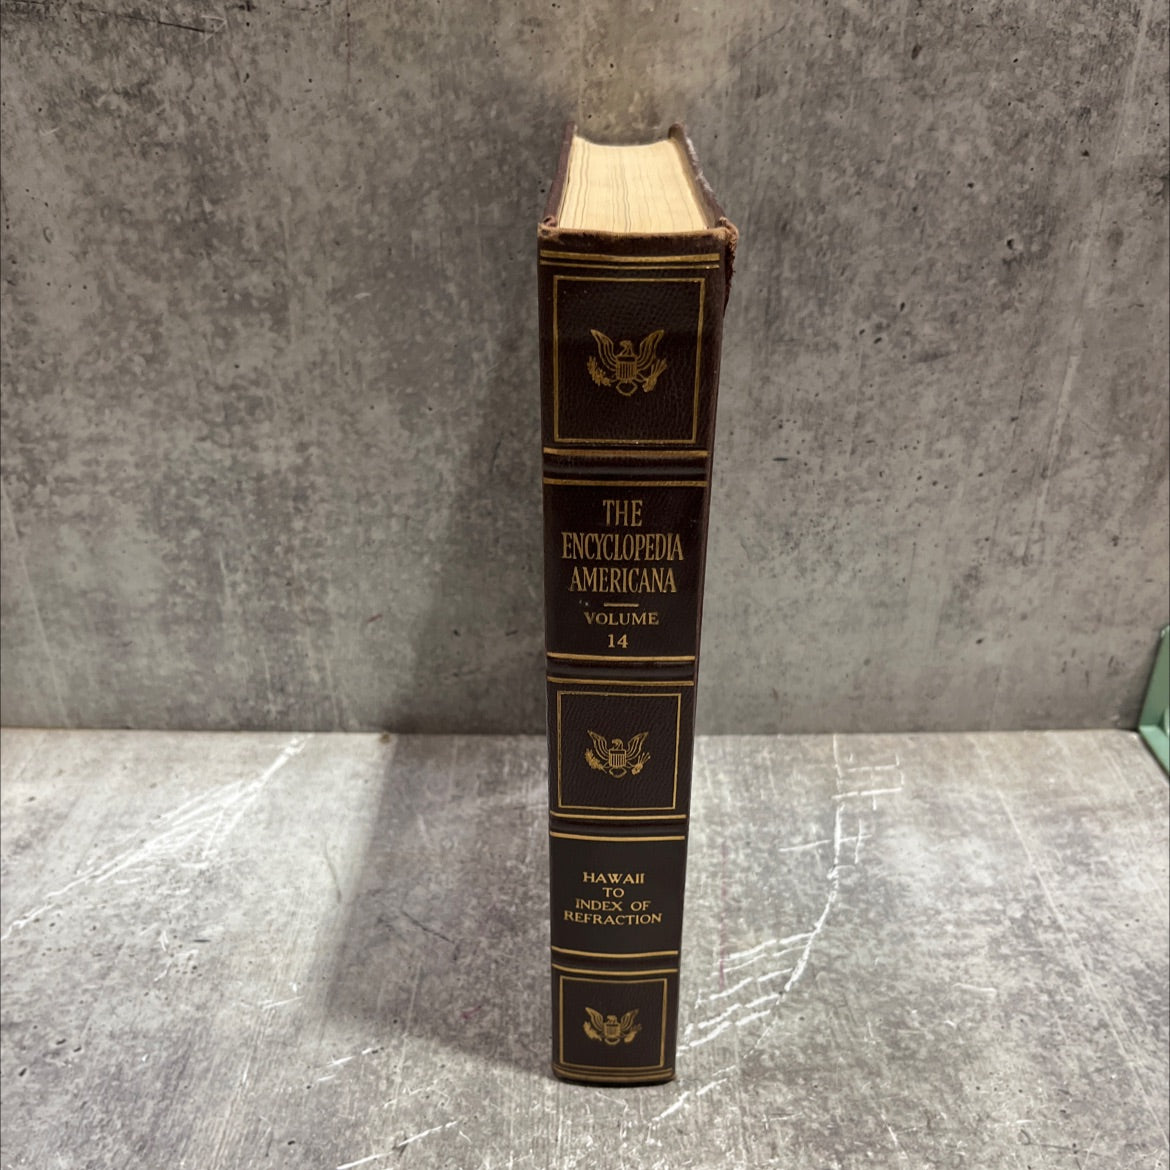 THE
ENCYCLOPEDIA
AMERICANA
VOLUME
14
HAWAII
TO
INDEX OF
REFRACTION